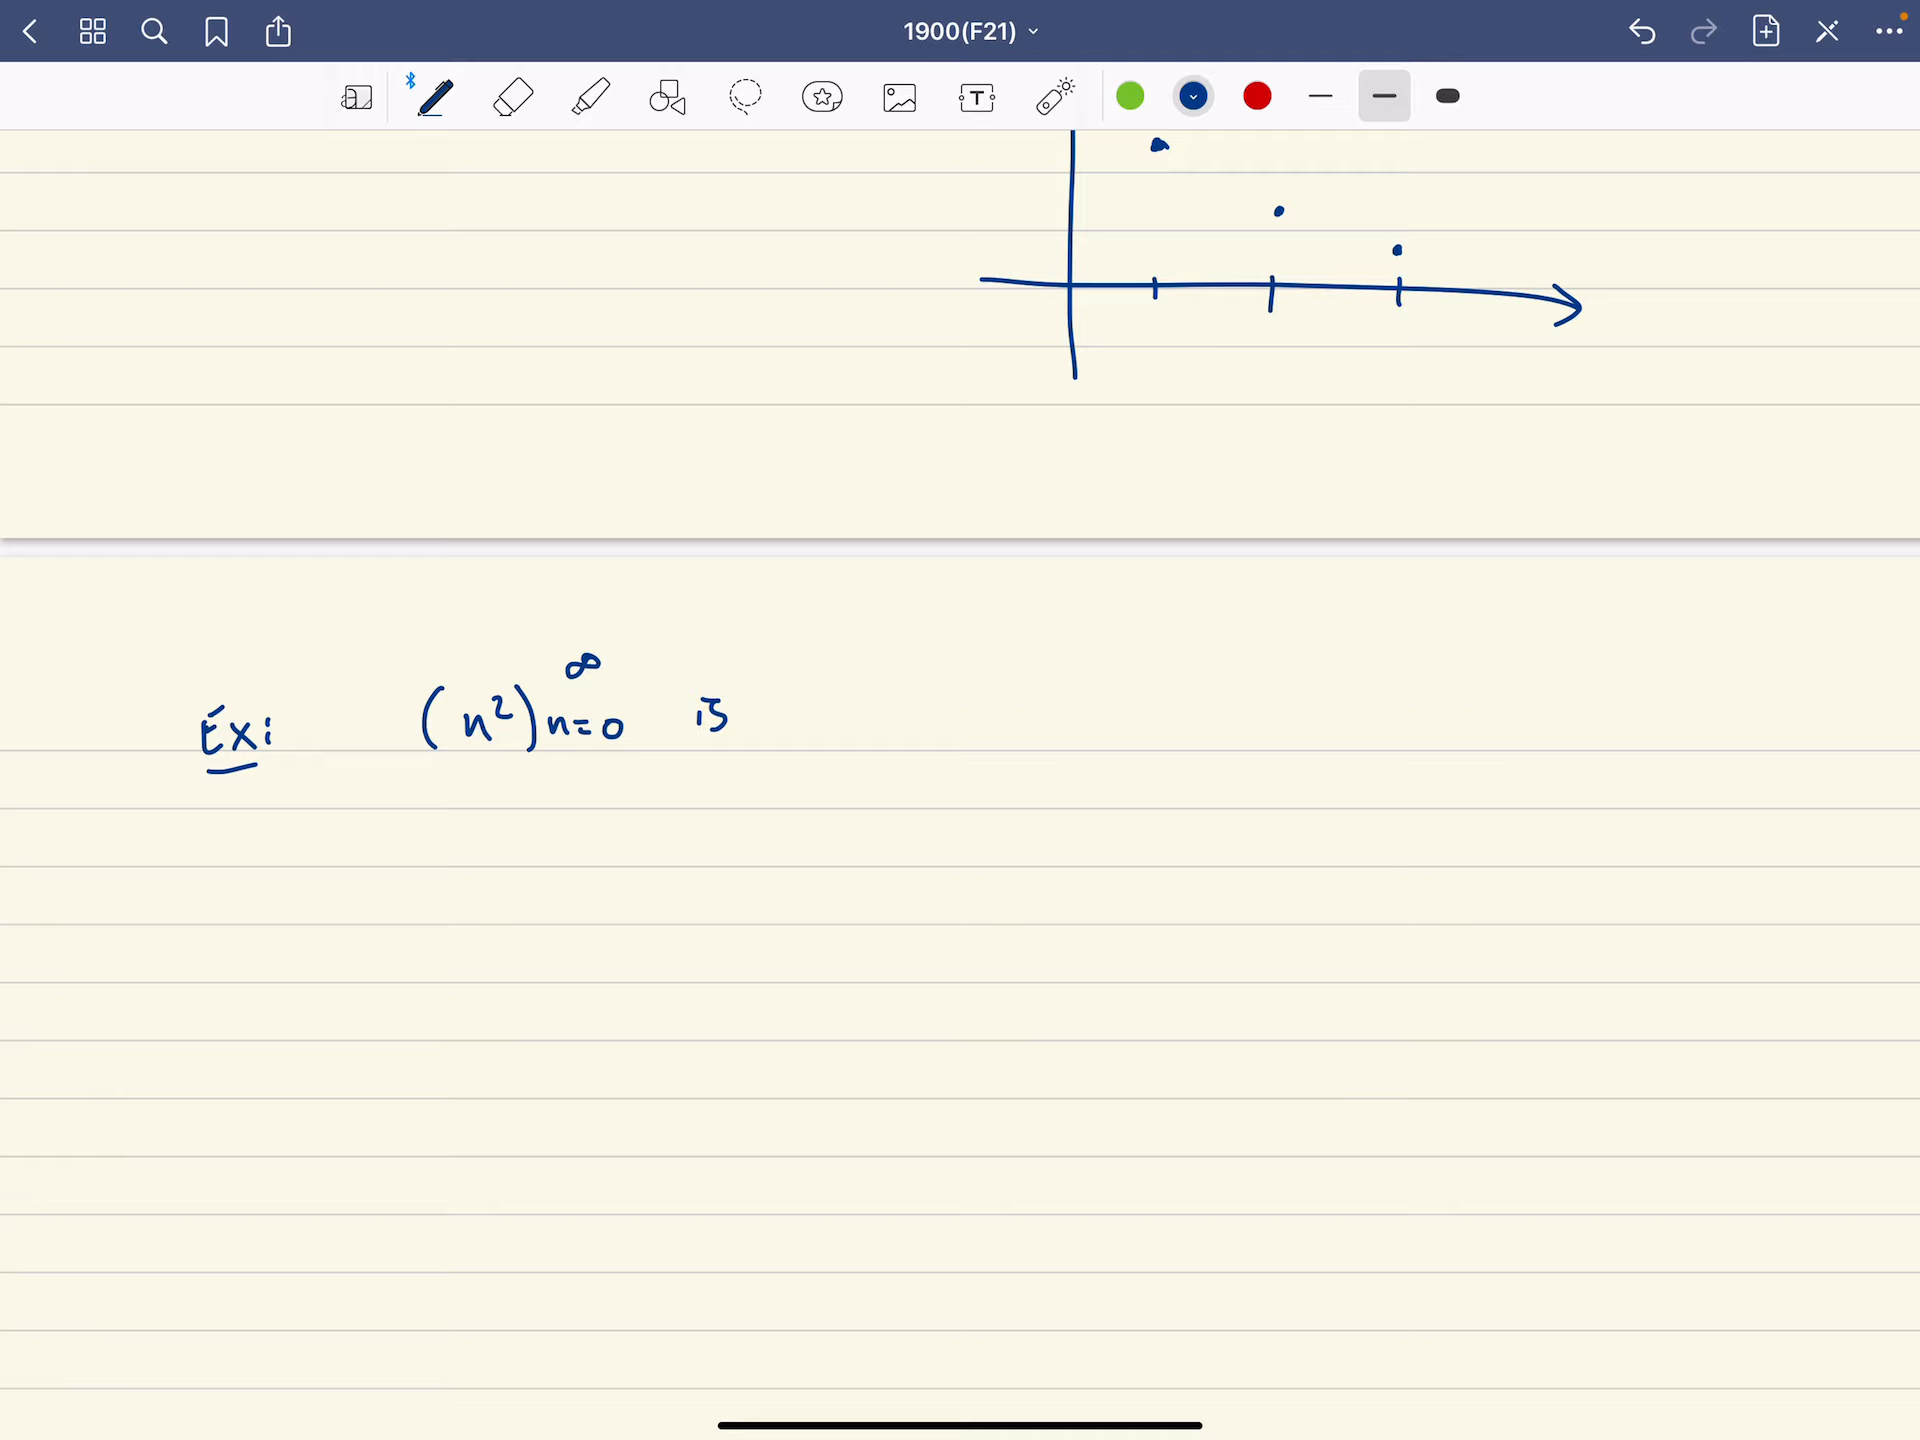 1900(F21)
Ex: (n²)_{n=0}^∞ is